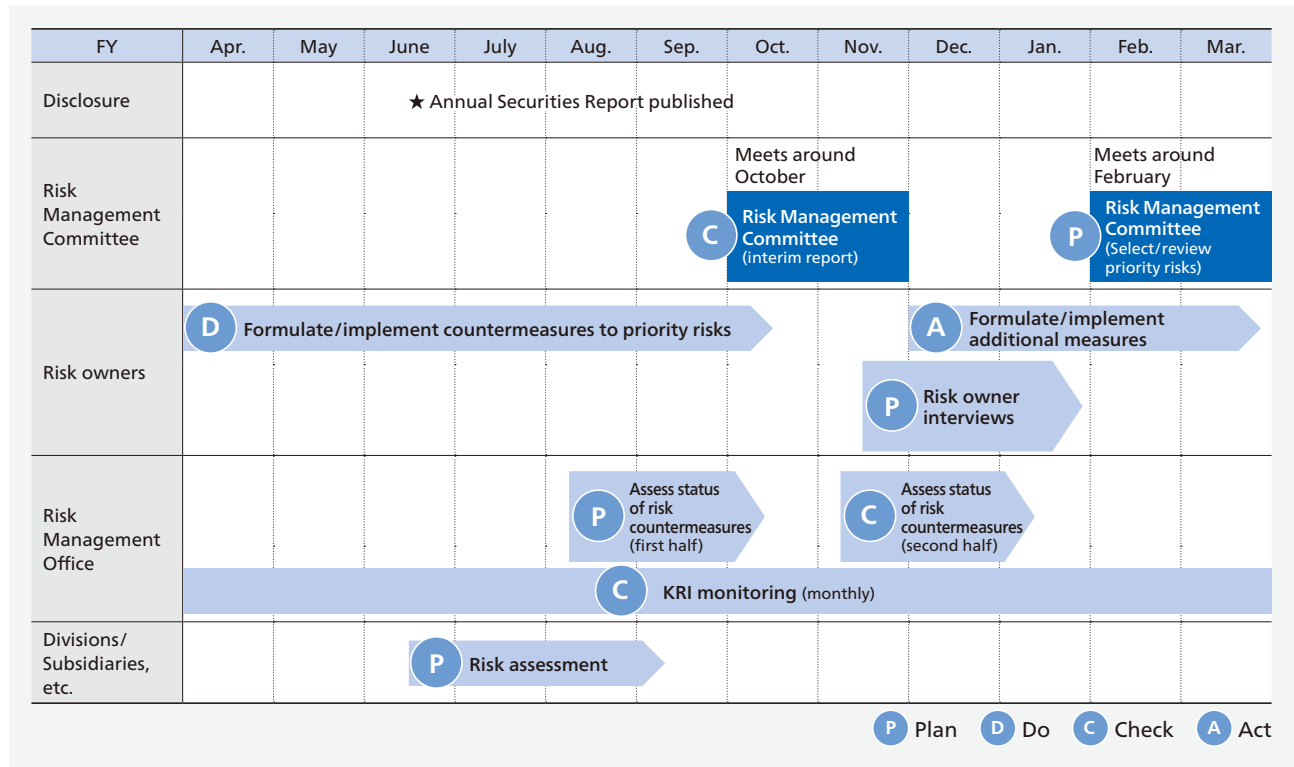 FY Apr. May June July Aug. Sep. Oct. Nov. Dec. Jan. Feb. Mar.
Disclosure
★ Annual Securities Report published
Risk
Management
Committee
Meets around
October
C
Risk Management
Committee
(interim report)
Meets around
February
P
Risk Management
Committee
(Select/review
priority risks)
Risk owners
D Formulate/implement countermeasures to priority risks
A
Formulate/implement
additional measures
P
Risk owner
interviews
Risk
Management
Office
P
Assess status
of risk
countermeasures
(first half)
C
Assess status
of risk
countermeasures
(second half)
C KRI monitoring (monthly)
Divisions/
Subsidiaries,
etc.
P Risk assessment
P Plan D Do C Check A Act